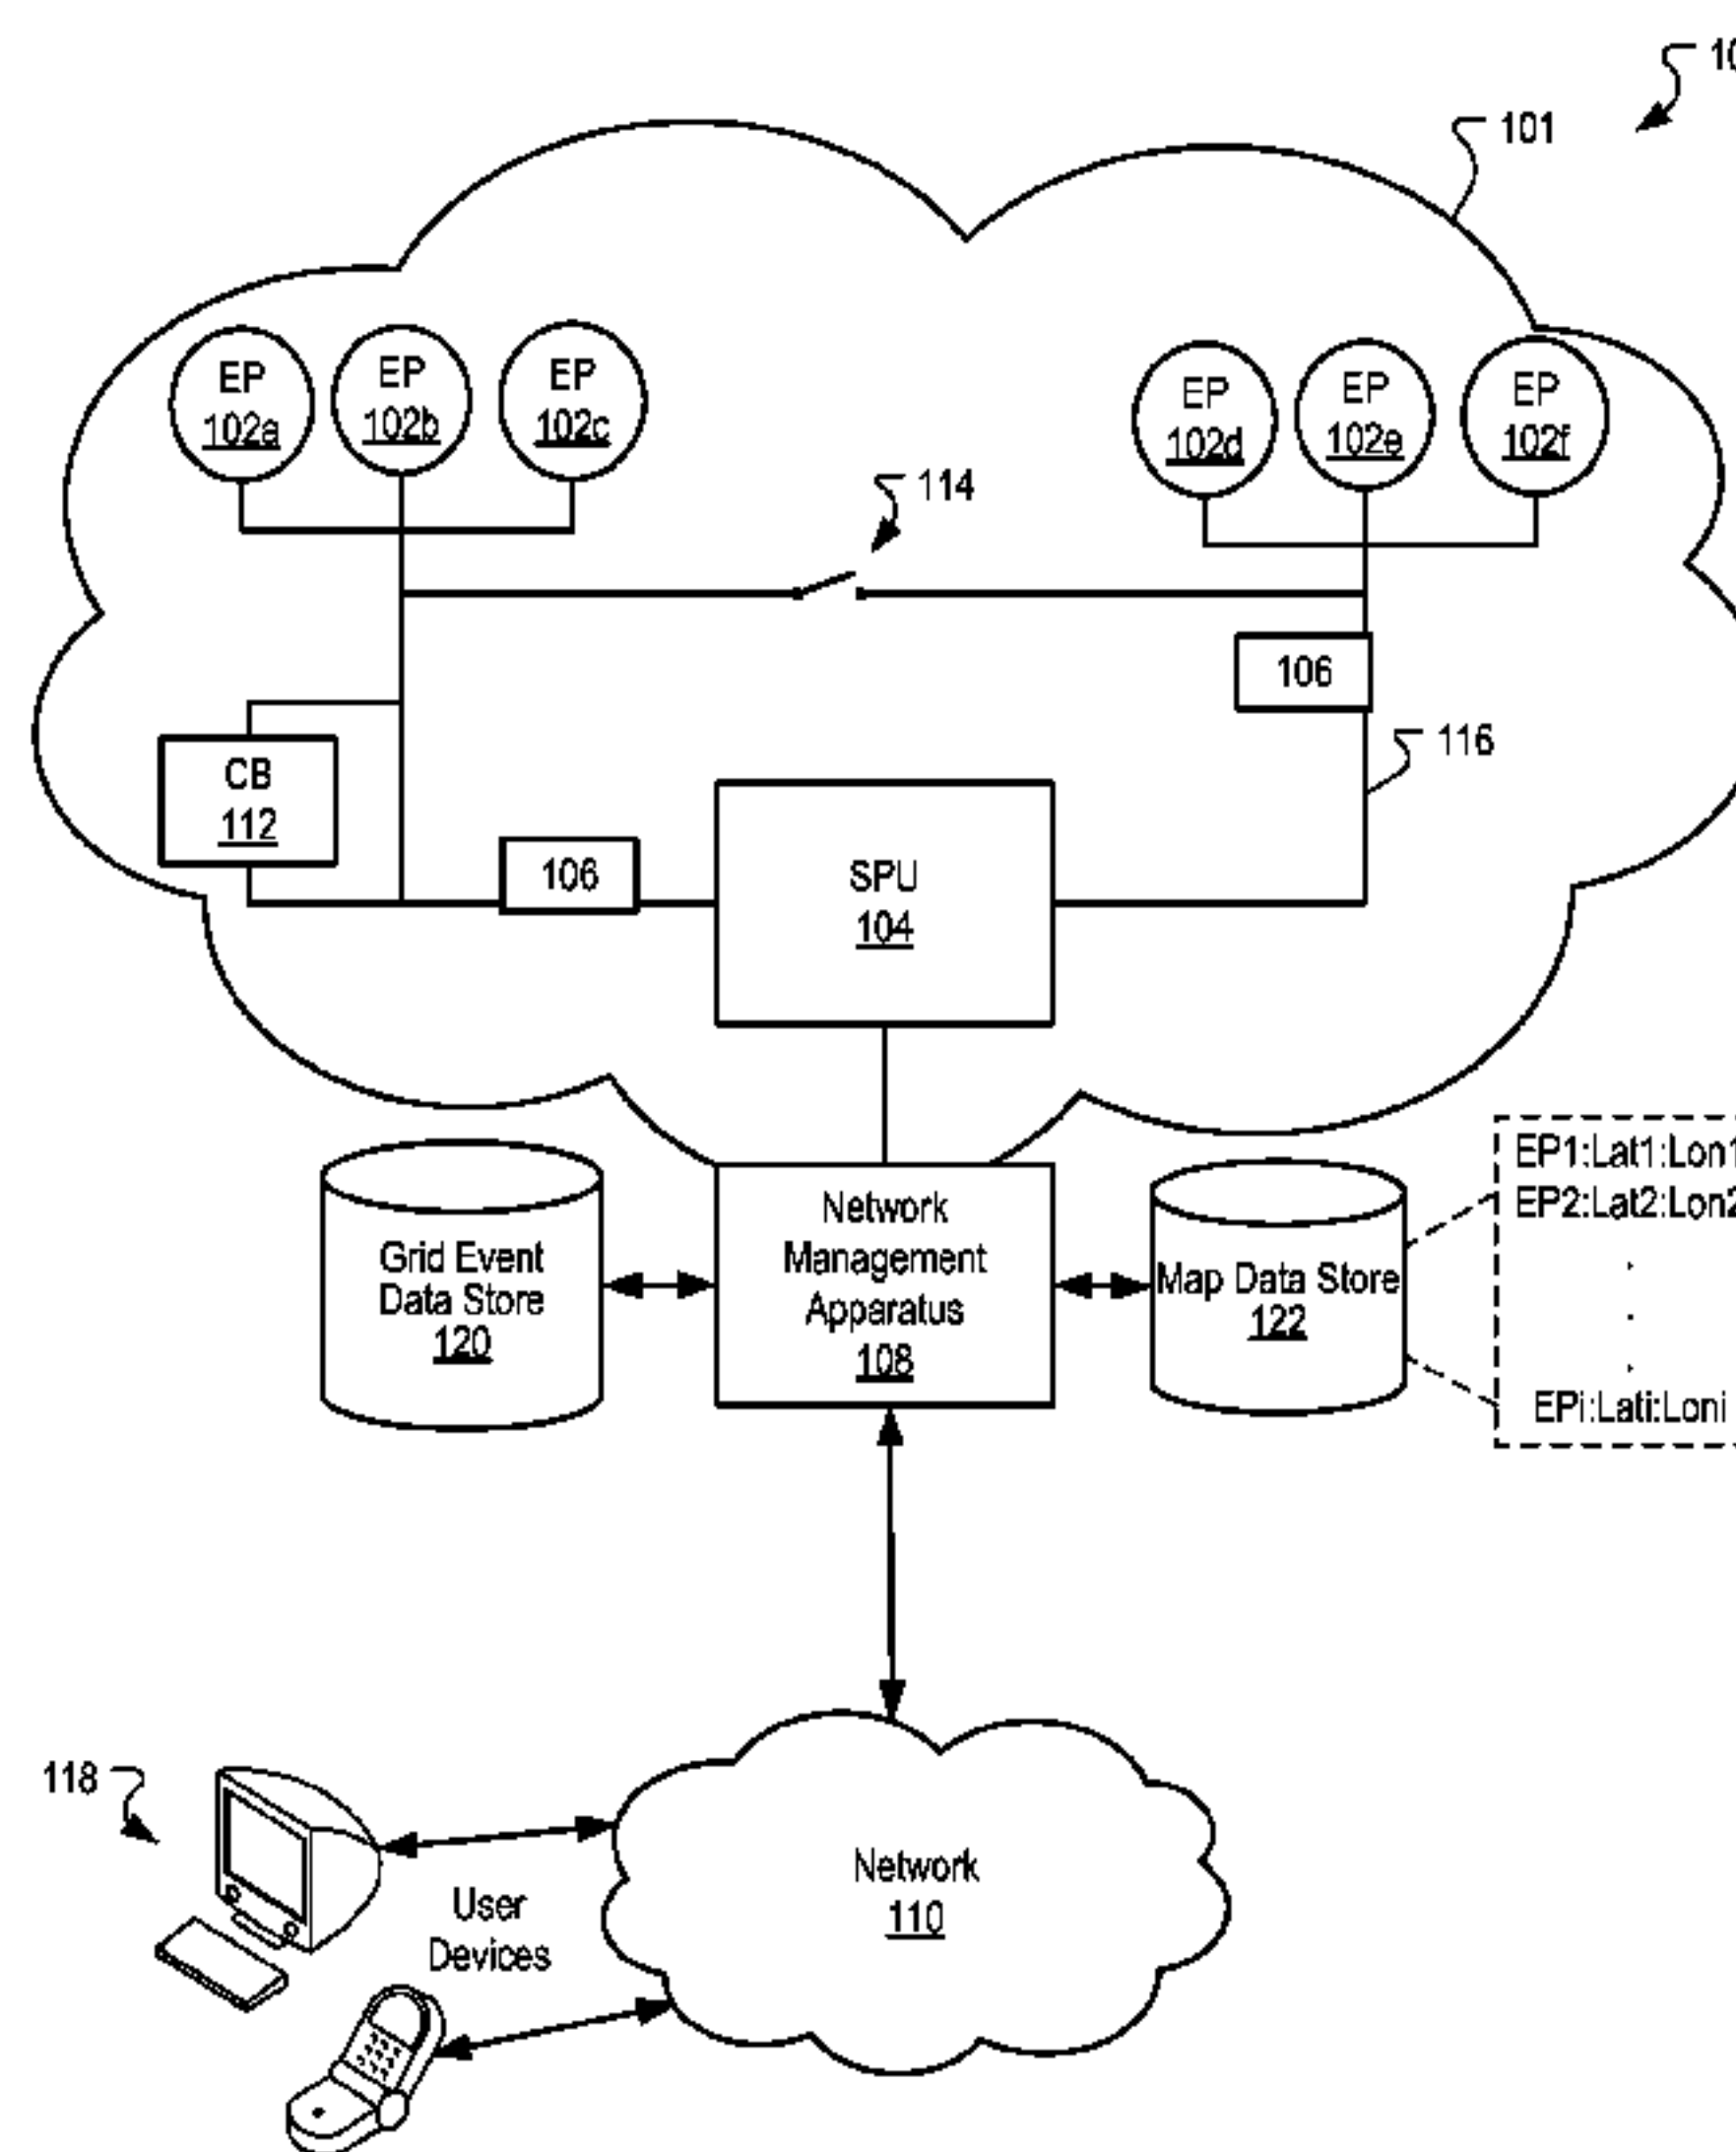 101
EP EP EP
102a 102b 102c
EP EP EP
102d 102e 102f
114
106
116
CB
112
106
SPU
104
EP1:Lat1:Lon1
EP2:Lat2:Lon2
.
.
.
EPi:Lati:Loni
Network
Management
Apparatus
108
Grid Event
Data Store
120
Map Data Store
122
118
User
Devices
Network
110